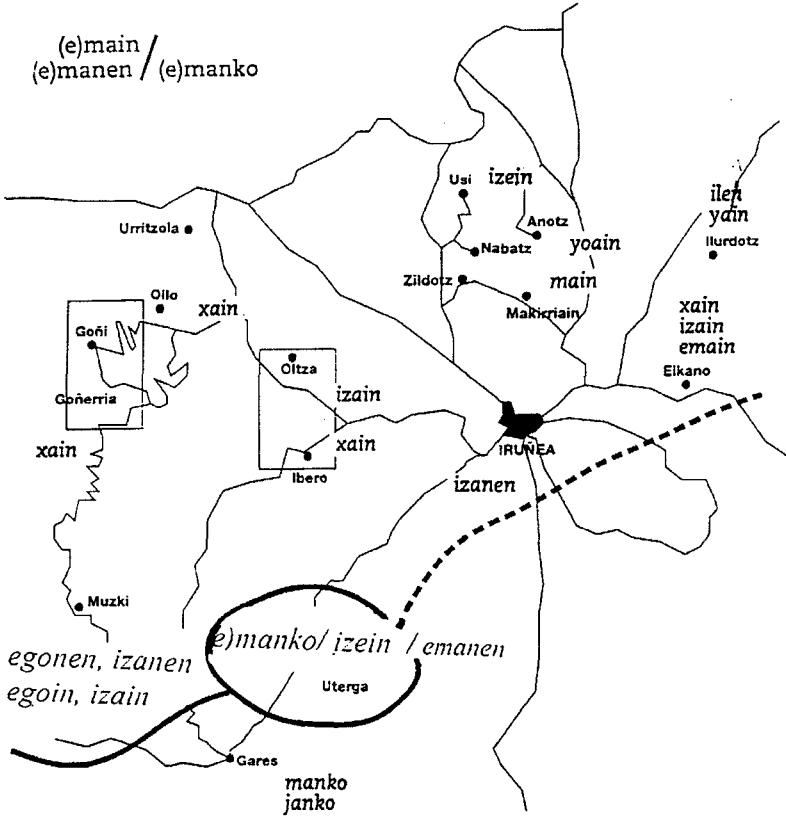 (e)main
(e)manen / (e)manko
Usi
izein
Anotz
ilen
yain
Urritzola
Nabatz
yoain
Ilurdotz
Zildotz
main
Makirriain
Ollo
xain
xain
izain
emain
Goñi
Oltza
Elkano
Goñerria
izain
xain
xain
IRUÑEA
Ibero
izanen
Muzki
(e)manko/ izein / emanen
egonen, izanen
egoin, izain
Uterga
Gares
manko
janko